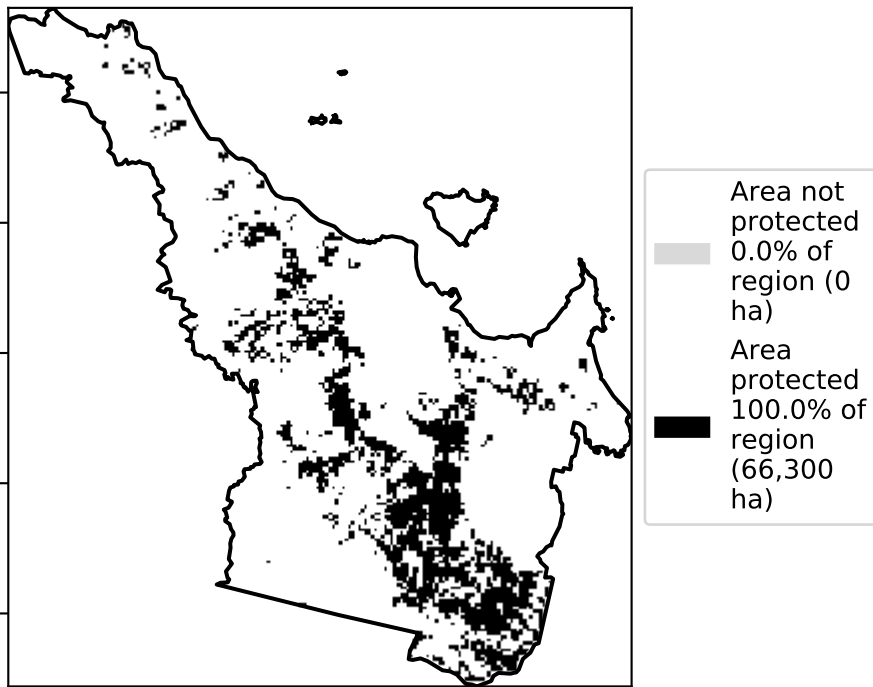 Area not
protected
0.0% of
region (0
ha)
Area
protected
100.0% of
region
(66,300
ha)